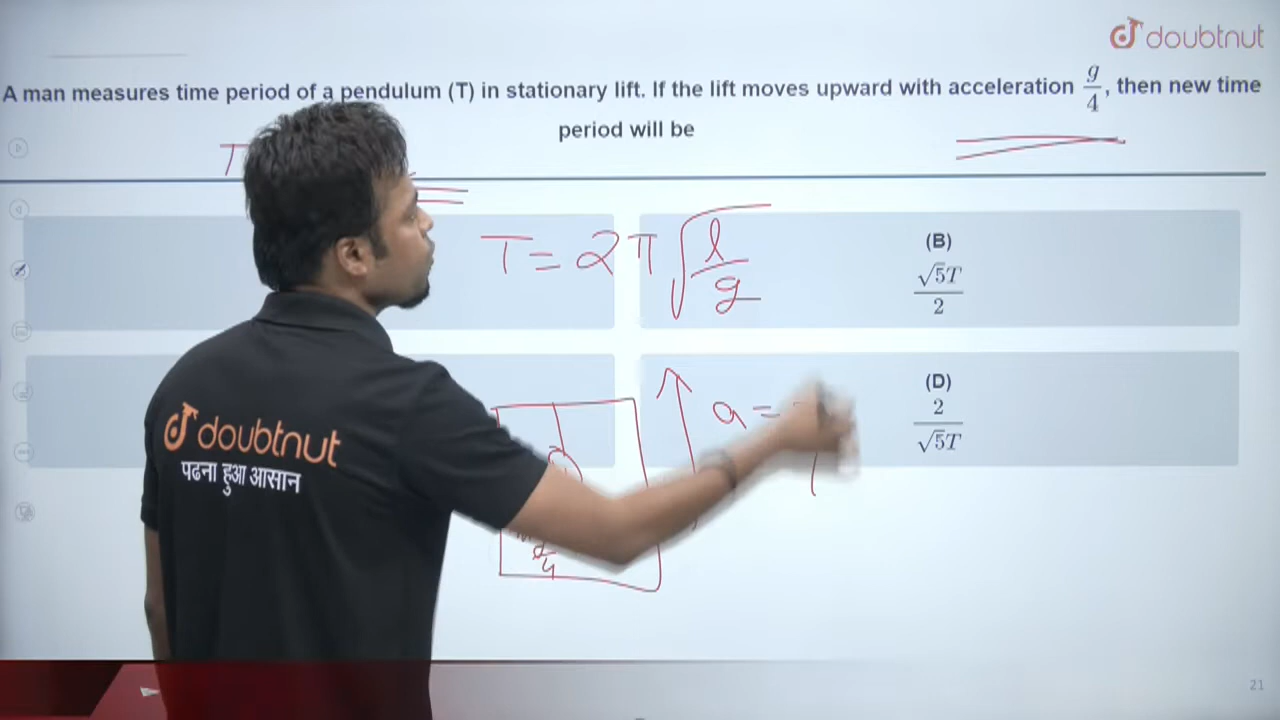 doubtnut
A man measures time period of a pendulum (T) in stationary lift. If the lift moves upward with acceleration g/4, then new time
period will be
T
T = 2π √(l/g)
(B)
√5T/2
a =
(D)
2/√5T
doubtnut
पढना हुआ आसान
21